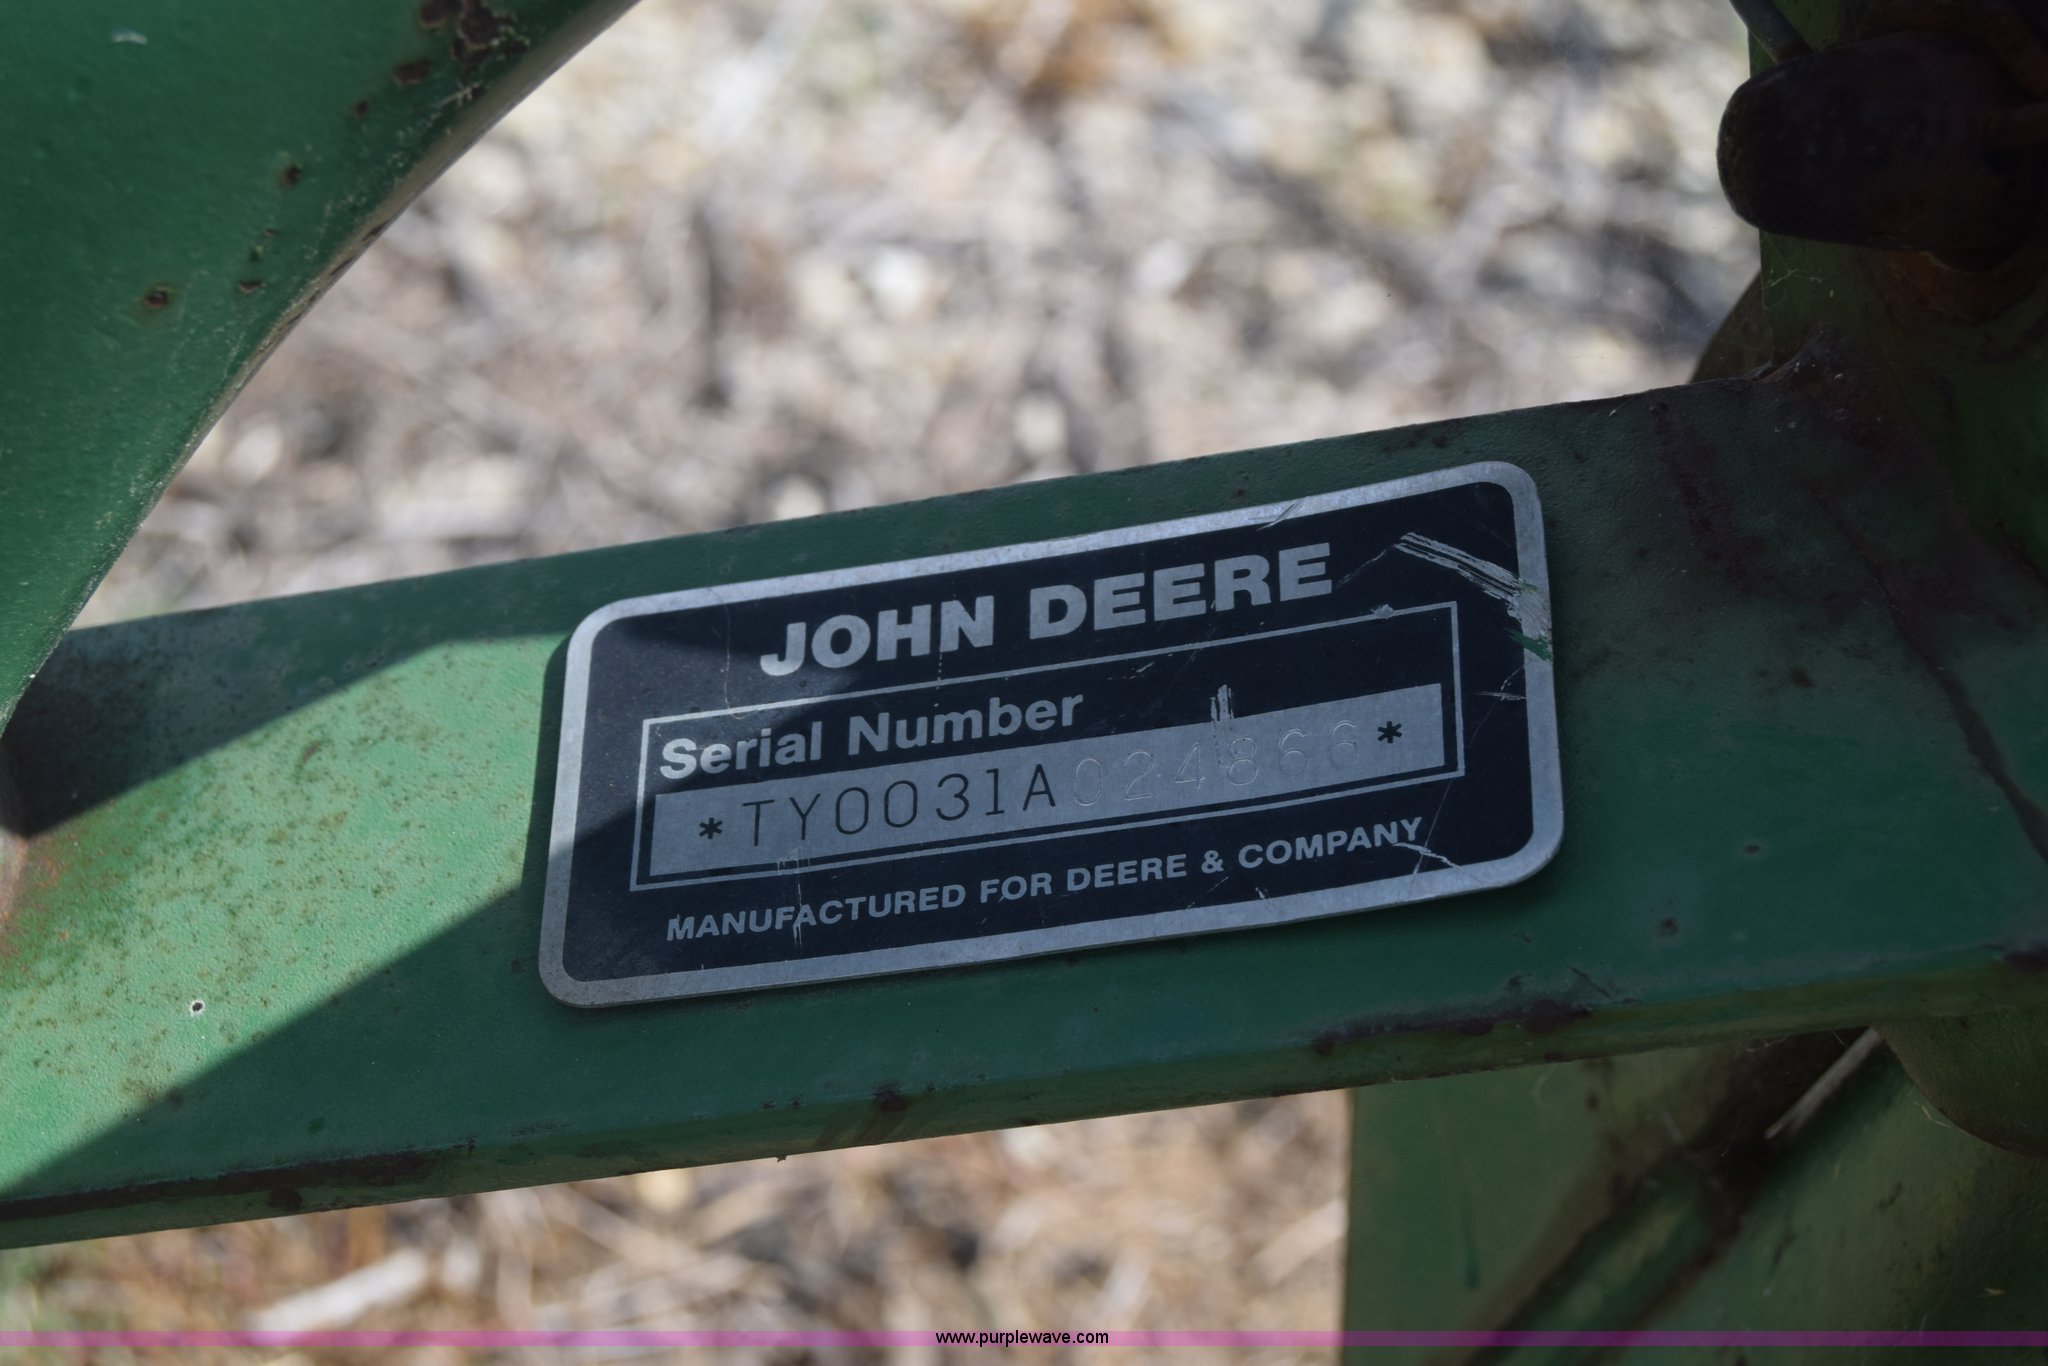 JOHN DEERE
Serial Number
*TY0031A024866*
MANUFACTURED FOR DEERE & COMPANY
www.purplewave.com